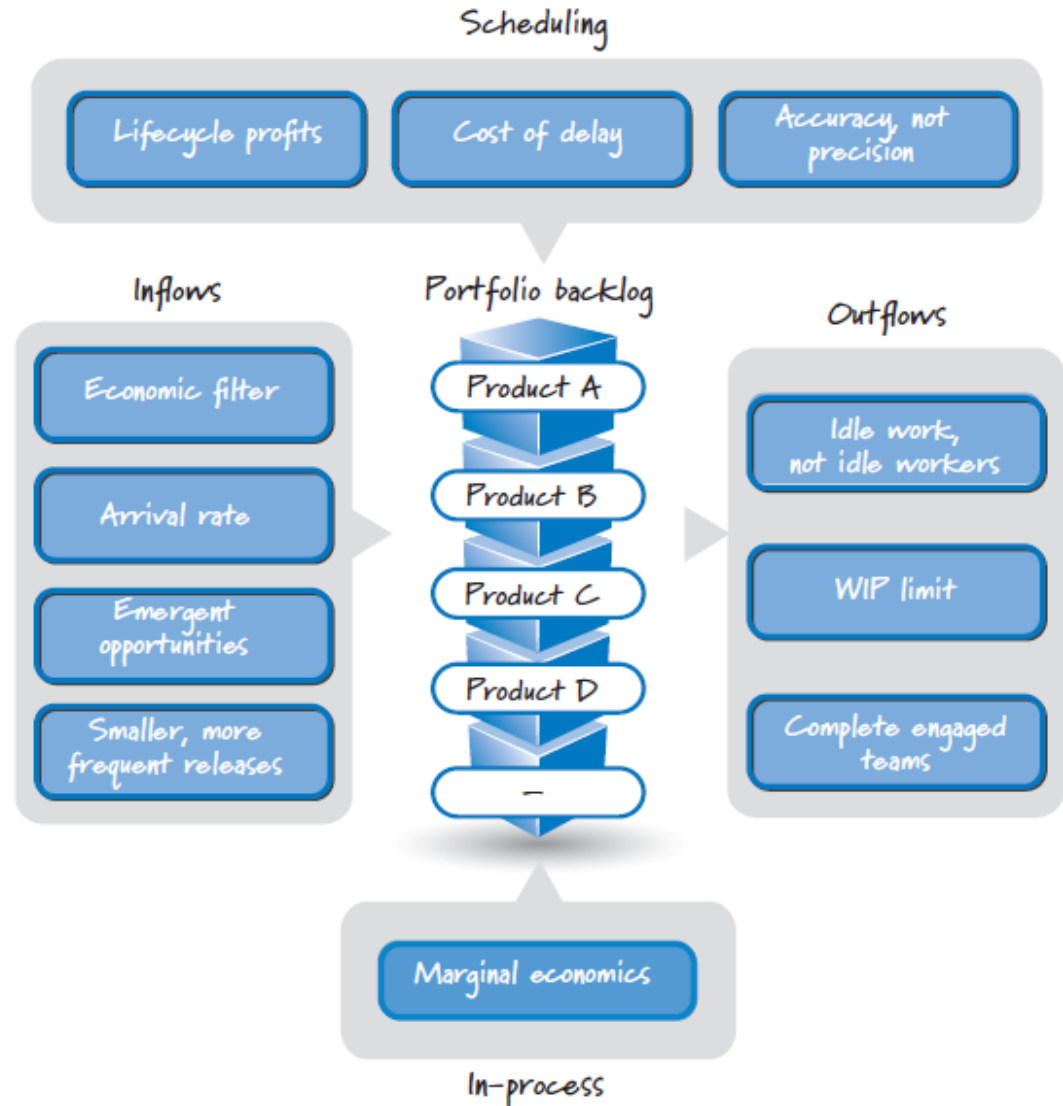 Scheduling
Lifecycle profits
Cost of delay
Accuracy, not
precision
Inflows
Economic filter
Arrival rate
Emergent
opportunities
Smaller, more
frequent releases
Portfolio backlog
Product A
Product B
Product C
Product D
–
Outflows
Idle work,
not idle workers
WIP limit
Complete engaged
teams
Marginal economics
In-process